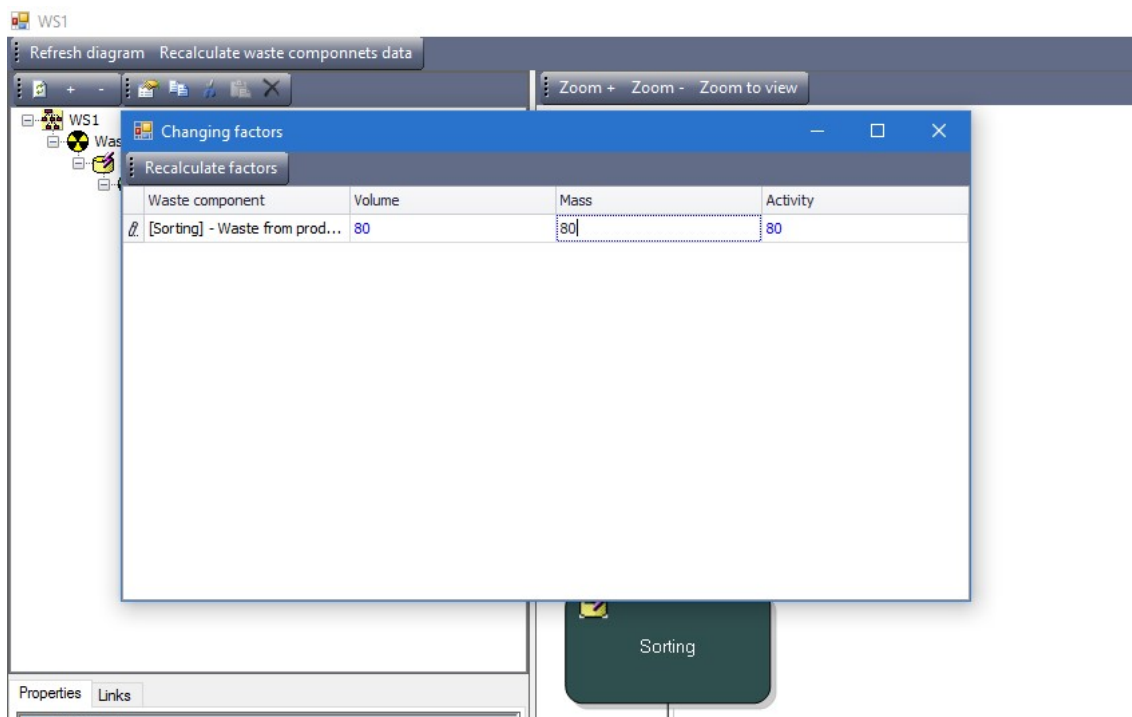 WS1
Refresh diagram Recalculate waste componnets data
+ -
Zoom + Zoom - Zoom to view
WS1
Was
Changing factors
Recalculate factors
Waste component Volume Mass Activity
[Sorting] - Waste from prod... 80 80 80
Sorting
Properties Links